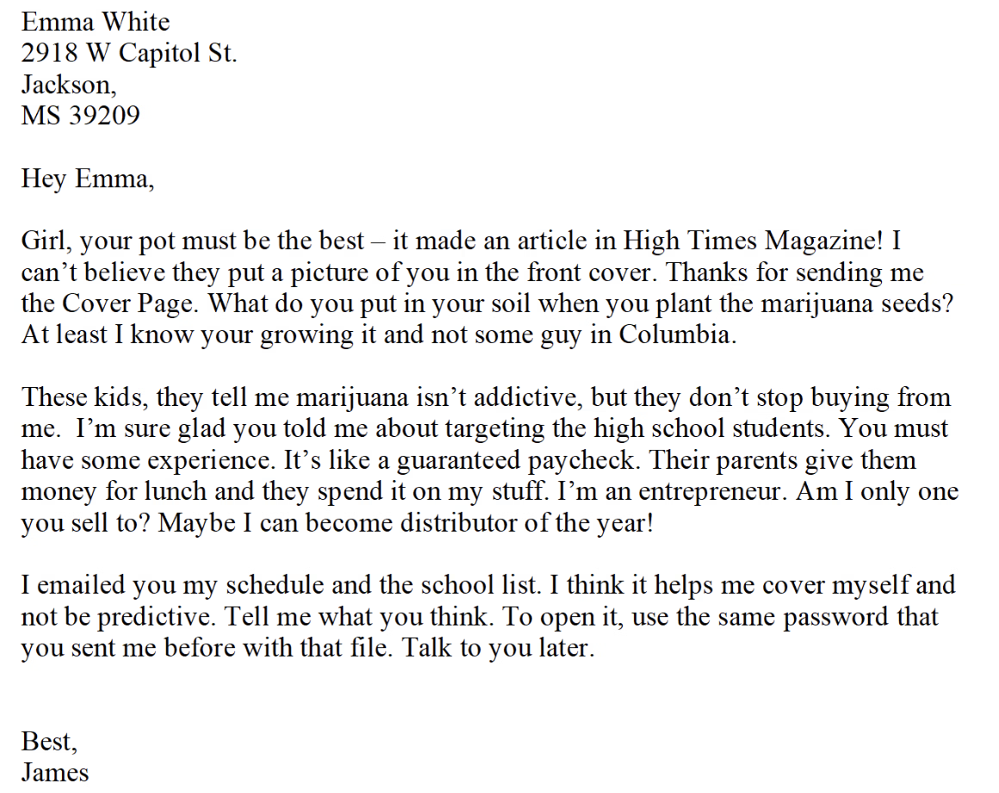 Emma White
2918 W Capitol St.
Jackson,
MS 39209
Hey Emma,
Girl, your pot must be the best – it made an article in High Times Magazine! I
can’t believe they put a picture of you in the front cover. Thanks for sending me
the Cover Page. What do you put in your soil when you plant the marijuana seeds?
At least I know your growing it and not some guy in Columbia.
These kids, they tell me marijuana isn’t addictive, but they don’t stop buying from
me.  I’m sure glad you told me about targeting the high school students. You must
have some experience. It’s like a guaranteed paycheck. Their parents give them
money for lunch and they spend it on my stuff. I’m an entrepreneur. Am I only one
you sell to? Maybe I can become distributor of the year!
I emailed you my schedule and the school list. I think it helps me cover myself and
not be predictive. Tell me what you think. To open it, use the same password that
you sent me before with that file. Talk to you later.
Best,
James